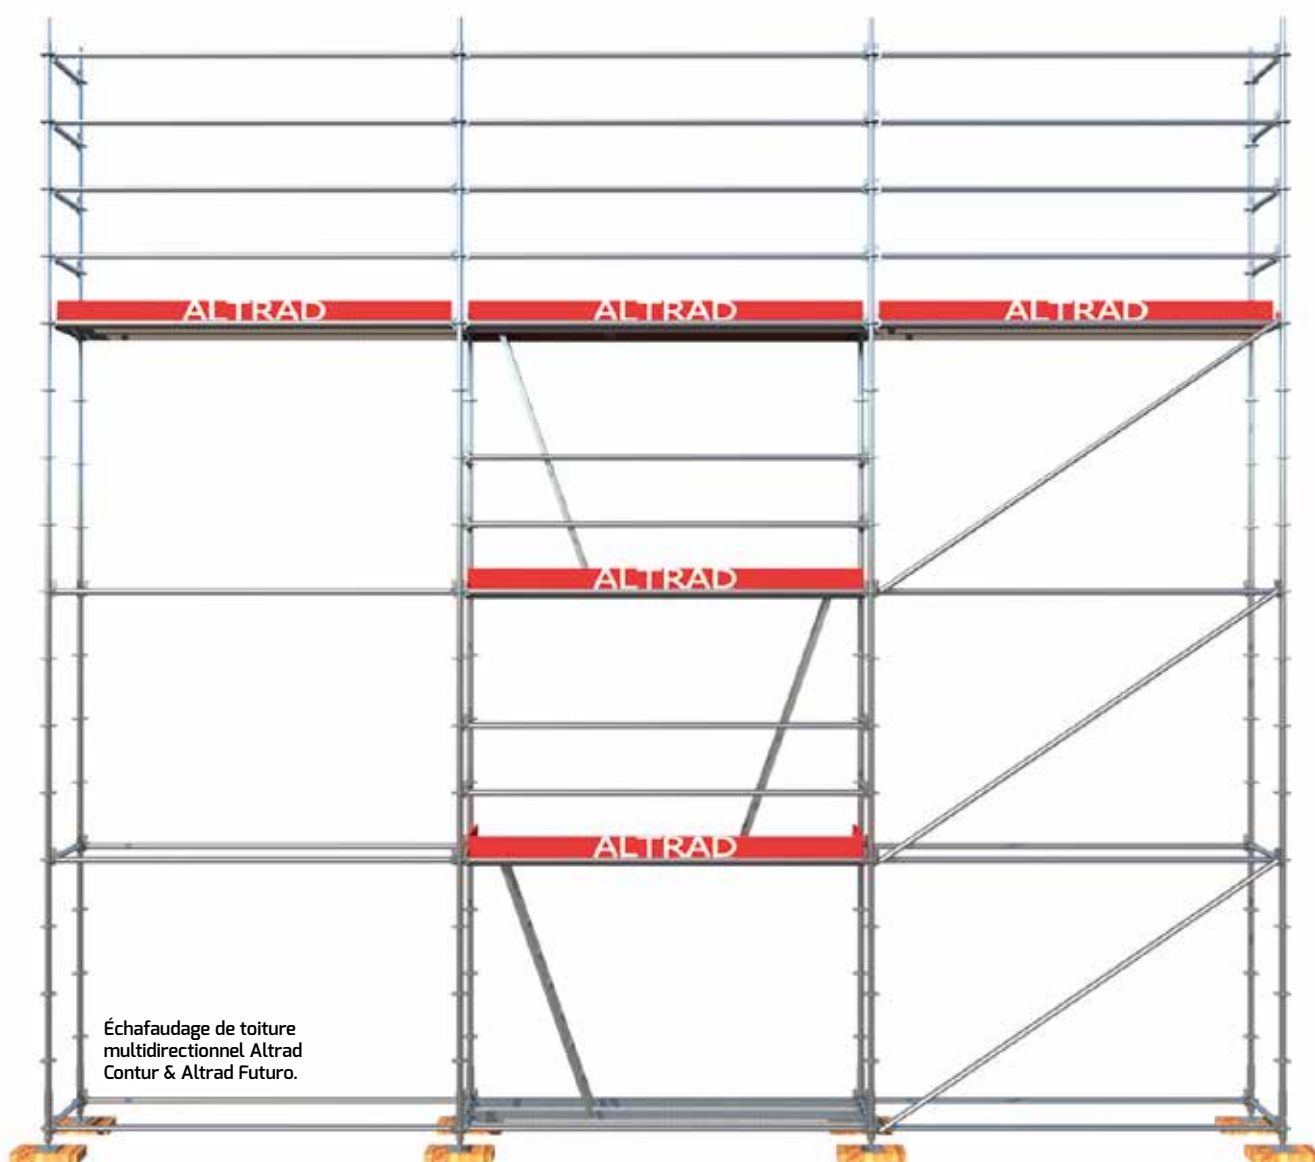 ALTRAD ALTRAD ALTRAD
ALTRAD
ALTRAD
Échafaudage de toiture
multidirectionnel Altrad
Contur & Altrad Futuro.